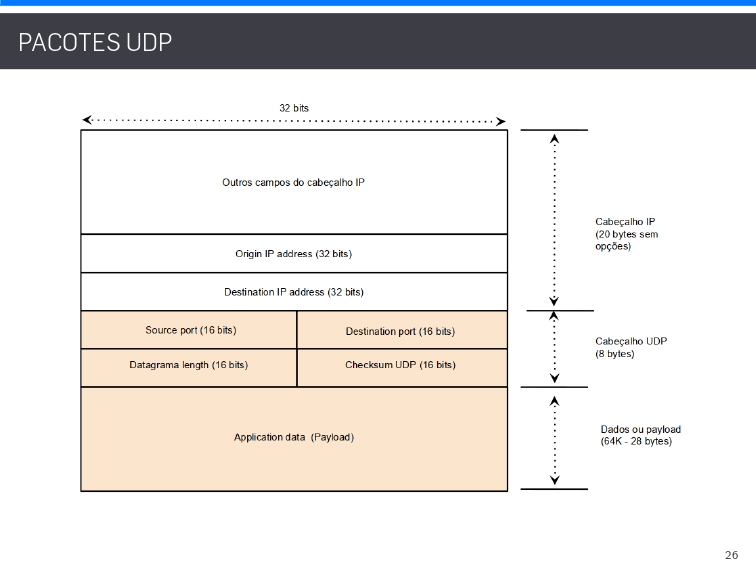 PACOTES UDP
32 bits
Outros campos do cabeçalho IP
Cabeçalho IP
(20 bytes sem
opções)
Origin IP address (32 bits)
Destination IP address (32 bits)
Source port (16 bits)
Destination port (16 bits)
Cabeçalho UDP
(8 bytes)
Datagrama length (16 bits)
Checksum UDP (16 bits)
Application data (Payload)
Dados ou payload
(64K - 28 bytes)
26